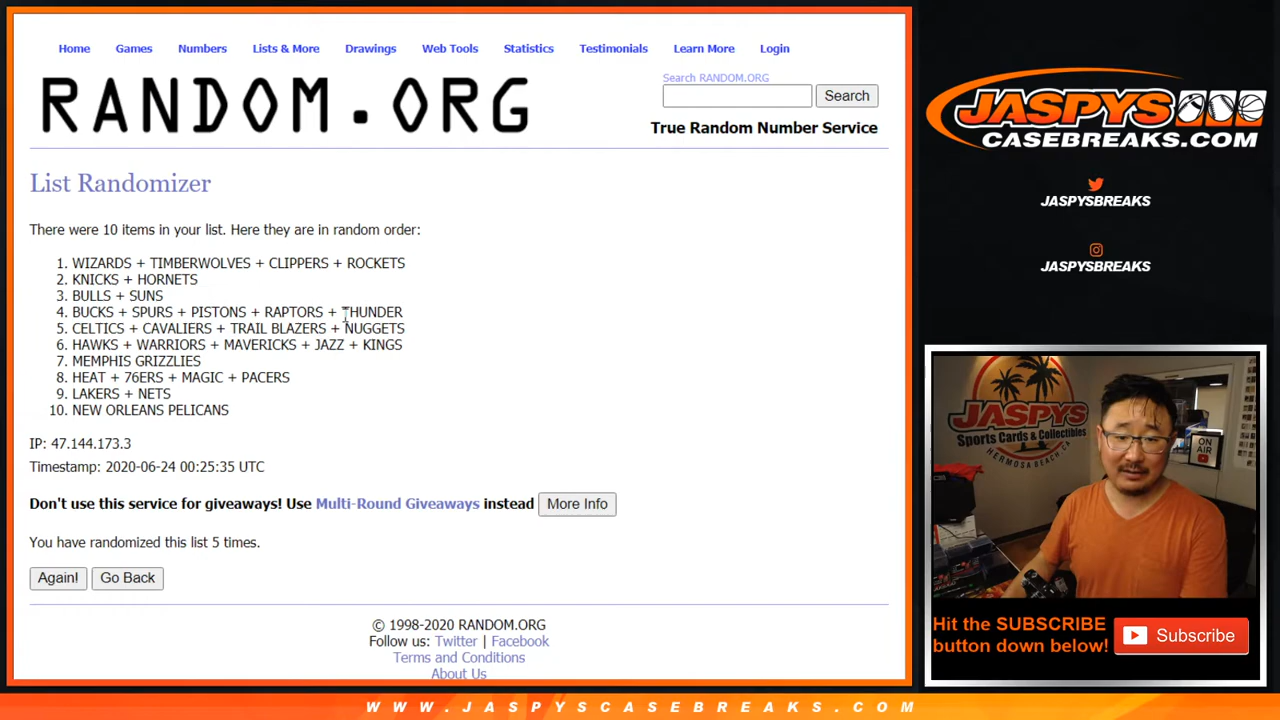 Home Games Numbers Lists & More Drawings Web Tools Statistics Testimonials Learn More Login
RANDOM.ORG
Search RANDOM.ORG
Search
True Random Number Service
List Randomizer
There were 10 items in your list. Here they are in random order:
1. WIZARDS + TIMBERWOLVES + CLIPPERS + ROCKETS
2. KNICKS + HORNETS
3. BULLS + SUNS
4. BUCKS + SPURS + PISTONS + RAPTORS + THUNDER
5. CELTICS + CAVALIERS + TRAIL BLAZERS + NUGGETS
6. HAWKS + WARRIORS + MAVERICKS + JAZZ + KINGS
7. MEMPHIS GRIZZLIES
8. HEAT + 76ERS + MAGIC + PACERS
9. LAKERS + NETS
10. NEW ORLEANS PELICANS
IP: 47.144.173.3
Timestamp: 2020-06-24 00:25:35 UTC
Don't use this service for giveaways! Use Multi-Round Giveaways instead More Info
You have randomized this list 5 times.
Again! Go Back
© 1998-2020 RANDOM.ORG
Follow us: Twitter | Facebook
Terms and Conditions
About Us
JASPYS
CASEBREAKS.COM
JASPYSBREAKS
JASPYSBREAKS
JASPYS
Sports Cards & Collectibles
HERMOSA BEACH, CA
ON
AIR
Hit the SUBSCRIBE
button down below!
Subscribe
WWW.JASPYSCASEBREAKS.COM